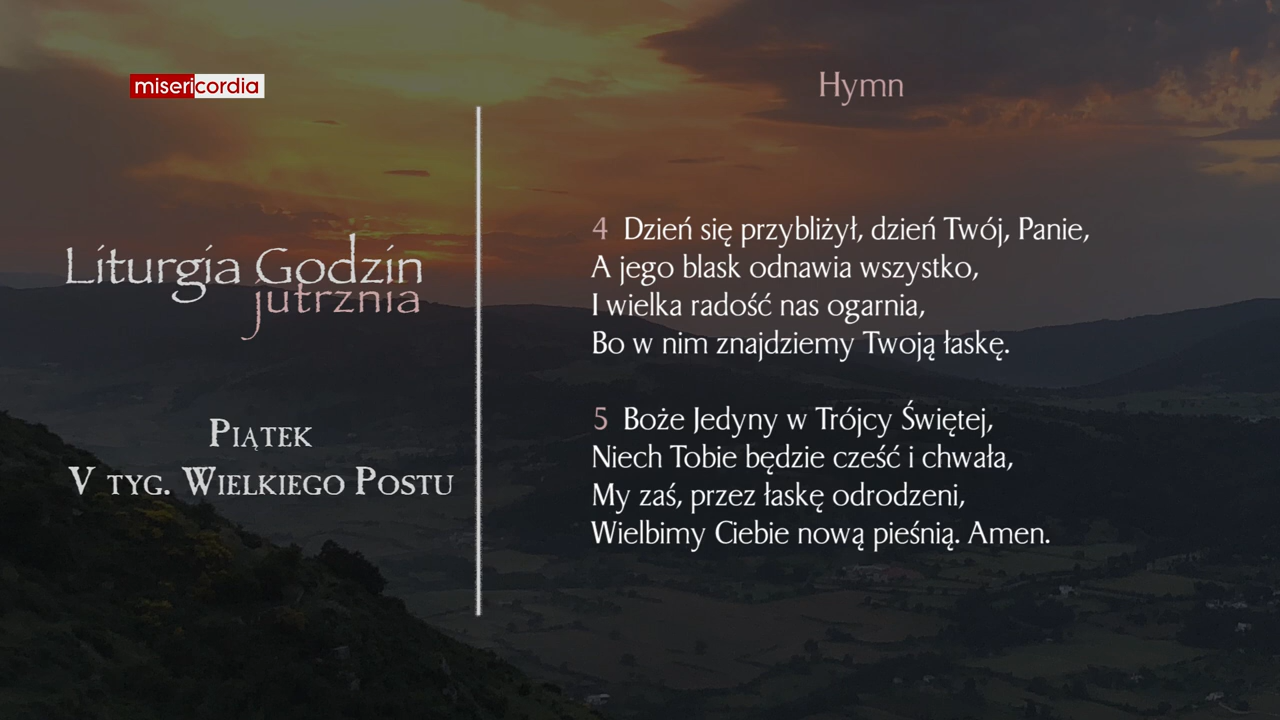 misericordia
Liturgia Godzin
jutrznia
Piątek
V tyg. Wielkiego Postu
Hymn
4 Dzień się przybliżył, dzień Twój, Panie,
A jego blask odnawia wszystko,
I wielka radość nas ogarnia,
Bo w nim znajdziemy Twoją łaskę.
5 Boże Jedyny w Trójcy Świętej,
Niech Tobie będzie cześć i chwała,
My zaś, przez łaskę odrodzeni,
Wielbimy Ciebie nową pieśnią. Amen.